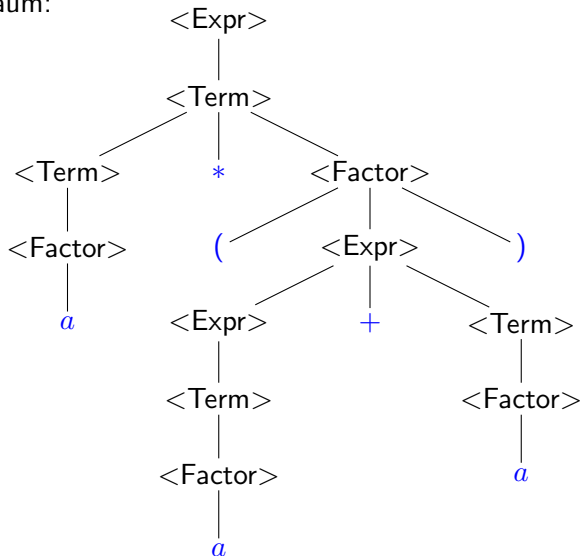 aum:
<Expr>
<Term>
<Term> * <Factor>
<Factor> ( <Expr> )
a <Expr> + <Term>
<Term> <Factor>
<Factor> a
a